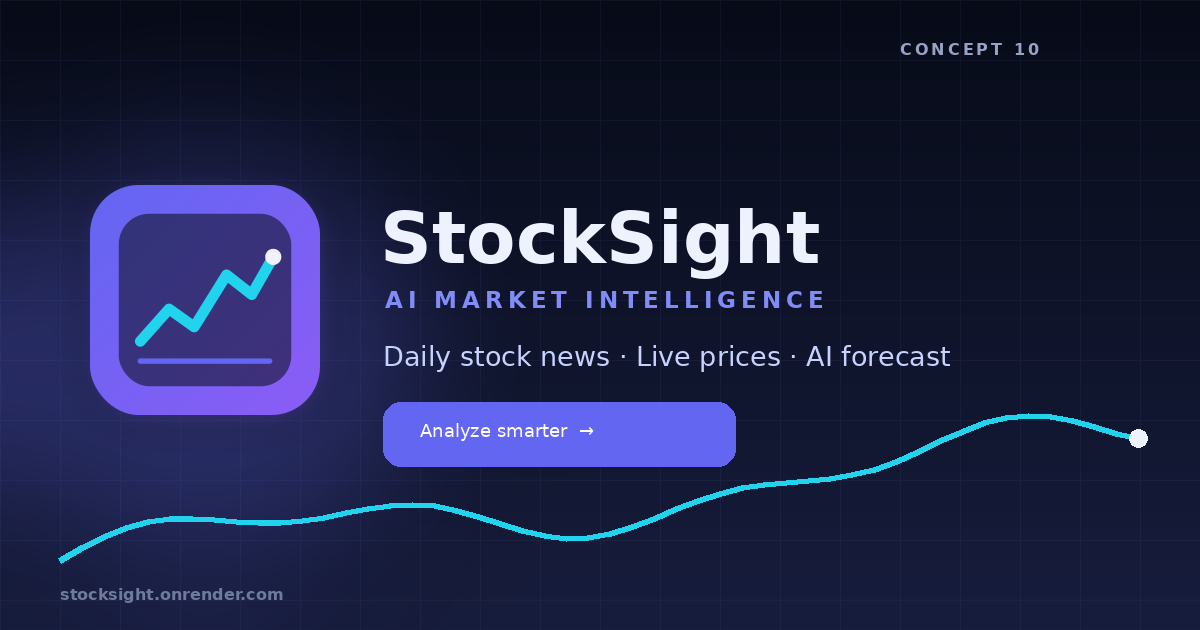 CONCEPT 10
StockSight
AI MARKET INTELLIGENCE
Daily stock news · Live prices · AI forecast
Analyze smarter →
stocksight.onrender.com